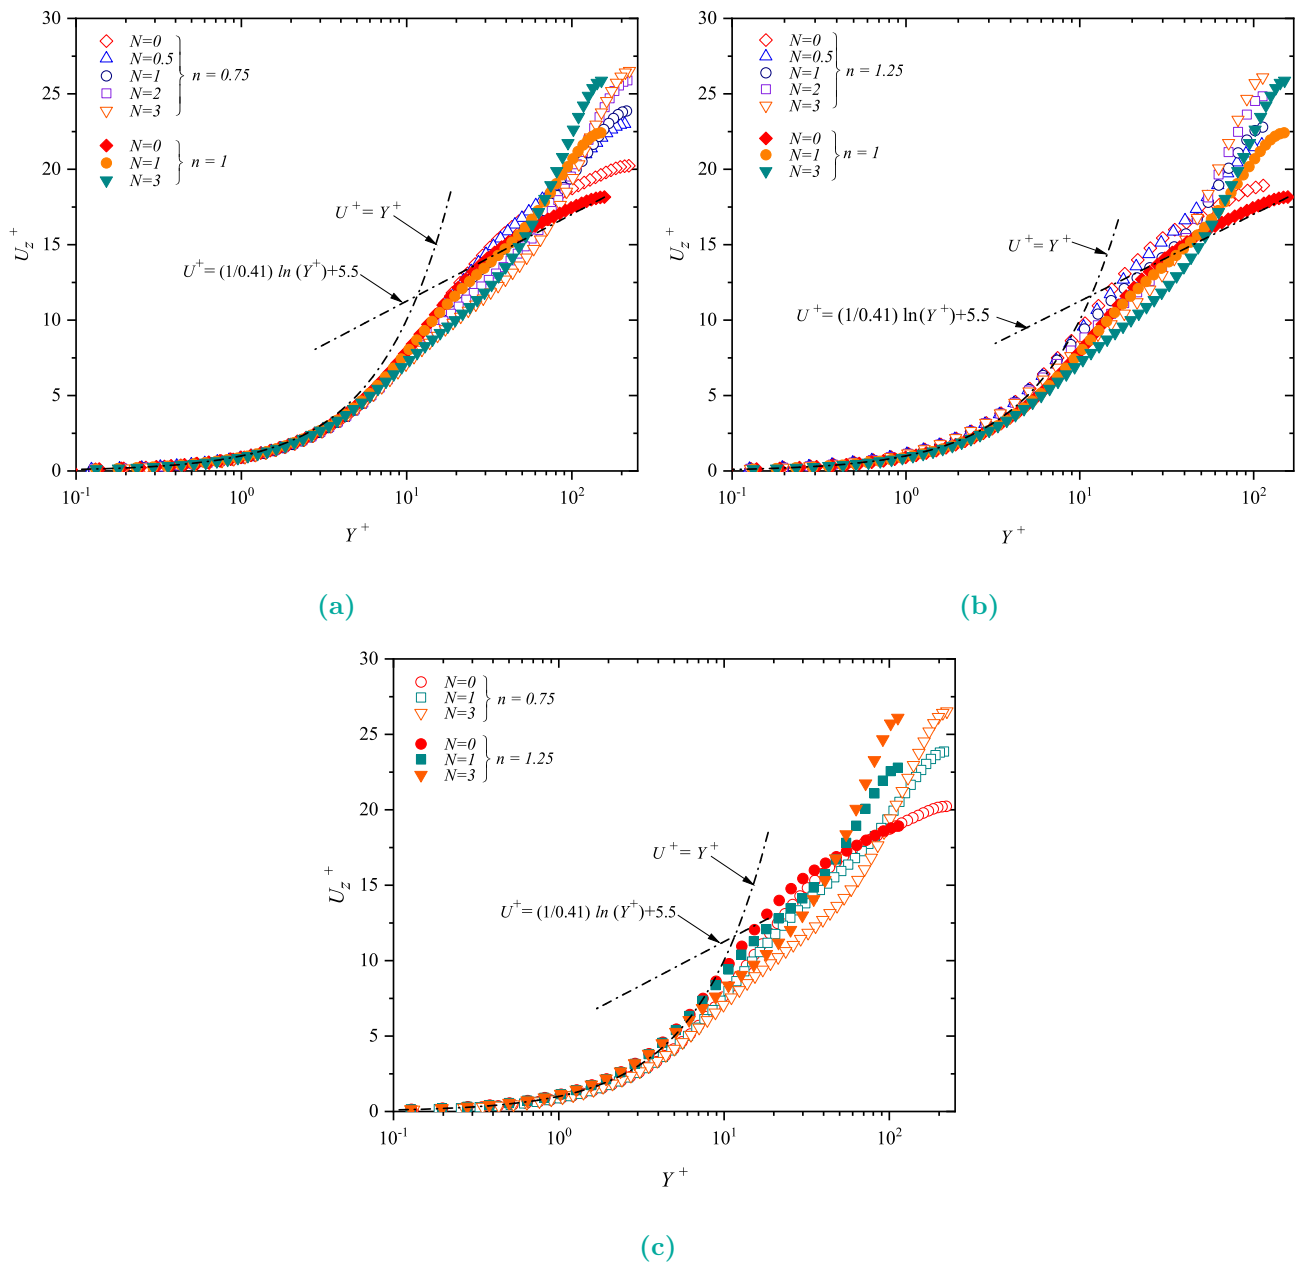 30
25
20
15
10
5
0
N=0
N=0.5
N=1
N=2
N=3
n = 0.75
N=0
N=1
N=3
n = 1
U⁺= Y⁺
U⁺= (1/0.41) ln (Y⁺)+5.5
U_z⁺
10⁻¹ 10⁰ 10¹ 10²
Y⁺
(a)
30
25
20
15
10
5
0
N=0
N=0.5
N=1
N=2
N=3
n = 1.25
N=0
N=1
N=3
n = 1
U⁺= Y⁺
U⁺= (1/0.41) ln(Y⁺)+5.5
U_z⁺
10⁻¹ 10⁰ 10¹ 10²
Y⁺
(b)
30
25
20
15
10
5
0
N=0
N=1
N=3
n = 0.75
N=0
N=1
N=3
n = 1.25
U⁺= Y⁺
U⁺= (1/0.41) ln (Y⁺)+5.5
U_z⁺
10⁻¹ 10⁰ 10¹ 10²
Y⁺
(c)